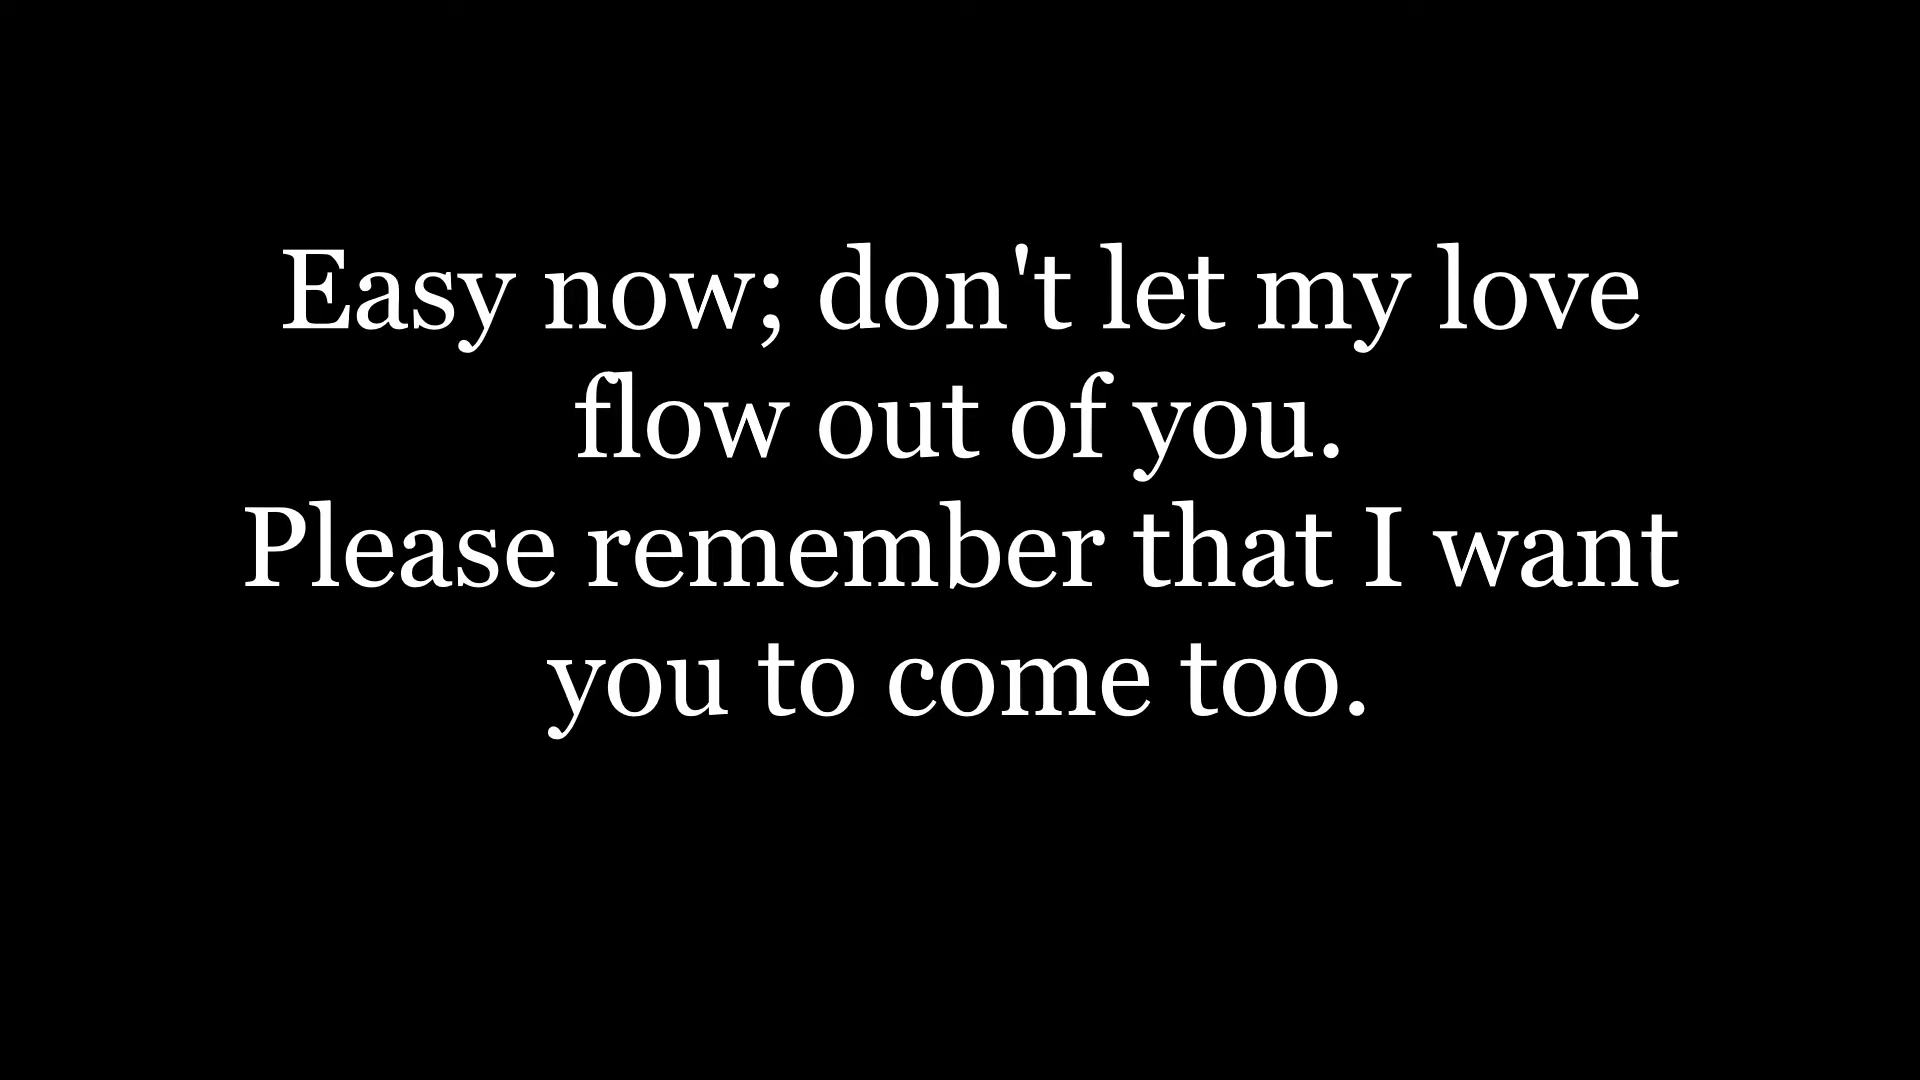 Easy now; don't let my love
flow out of you.
Please remember that I want
you to come too.